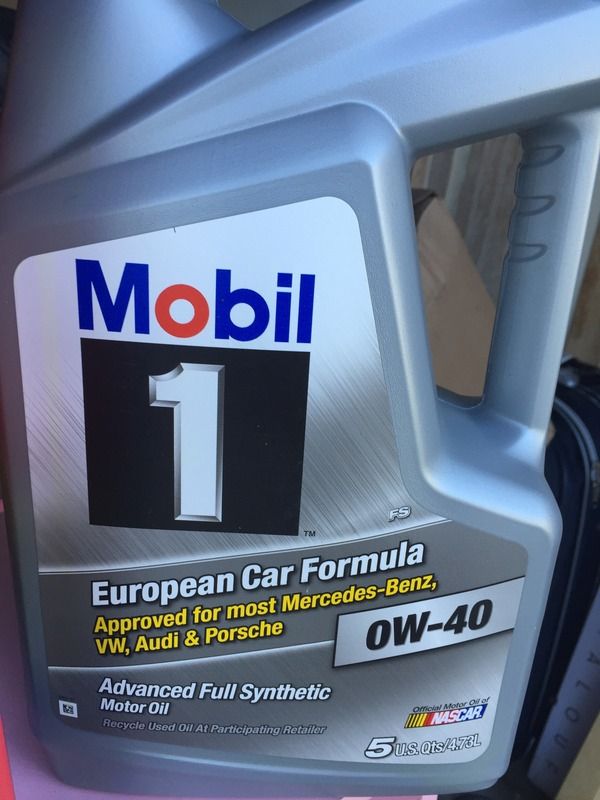 Mobil
1
TM
FS
European Car Formula
Approved for most Mercedes-Benz,
VW, Audi & Porsche
0W-40
Advanced Full Synthetic
Motor Oil
Recycle Used Oil At Participating Retailer
Official Motor Oil of
NASCAR
5 U.S. Qts/4.73L